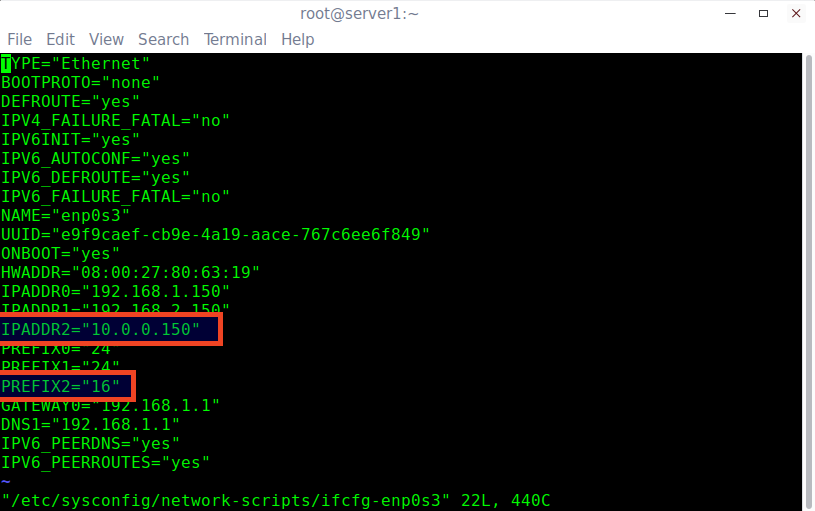 root@server1:~
File Edit View Search Terminal Help
TYPE="Ethernet"
BOOTPROTO="none"
DEFROUTE="yes"
IPV4_FAILURE_FATAL="no"
IPV6INIT="yes"
IPV6_AUTOCONF="yes"
IPV6_DEFROUTE="yes"
IPV6_FAILURE_FATAL="no"
NAME="enp0s3"
UUID="e9f9caef-cb9e-4a19-aace-767c6ee6f849"
ONBOOT="yes"
HWADDR="08:00:27:80:63:19"
IPADDR0="192.168.1.150"
IPADDR1="192.168.2.150"
IPADDR2="10.0.0.150"
PREFIX0="24"
PREFIX1="24"
PREFIX2="16"
GATEWAY0="192.168.1.1"
DNS1="192.168.1.1"
IPV6_PEERDNS="yes"
IPV6_PEERROUTES="yes"
~
"/etc/sysconfig/network-scripts/ifcfg-enp0s3" 22L, 440C